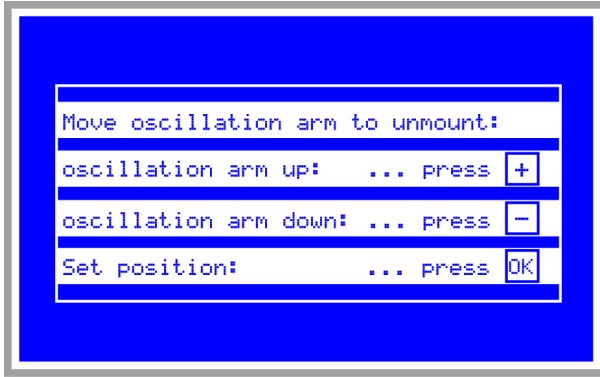 Move oscillation arm to unmount:
oscillation arm up: ... press +
oscillation arm down: ... press -
Set position: ... press OK